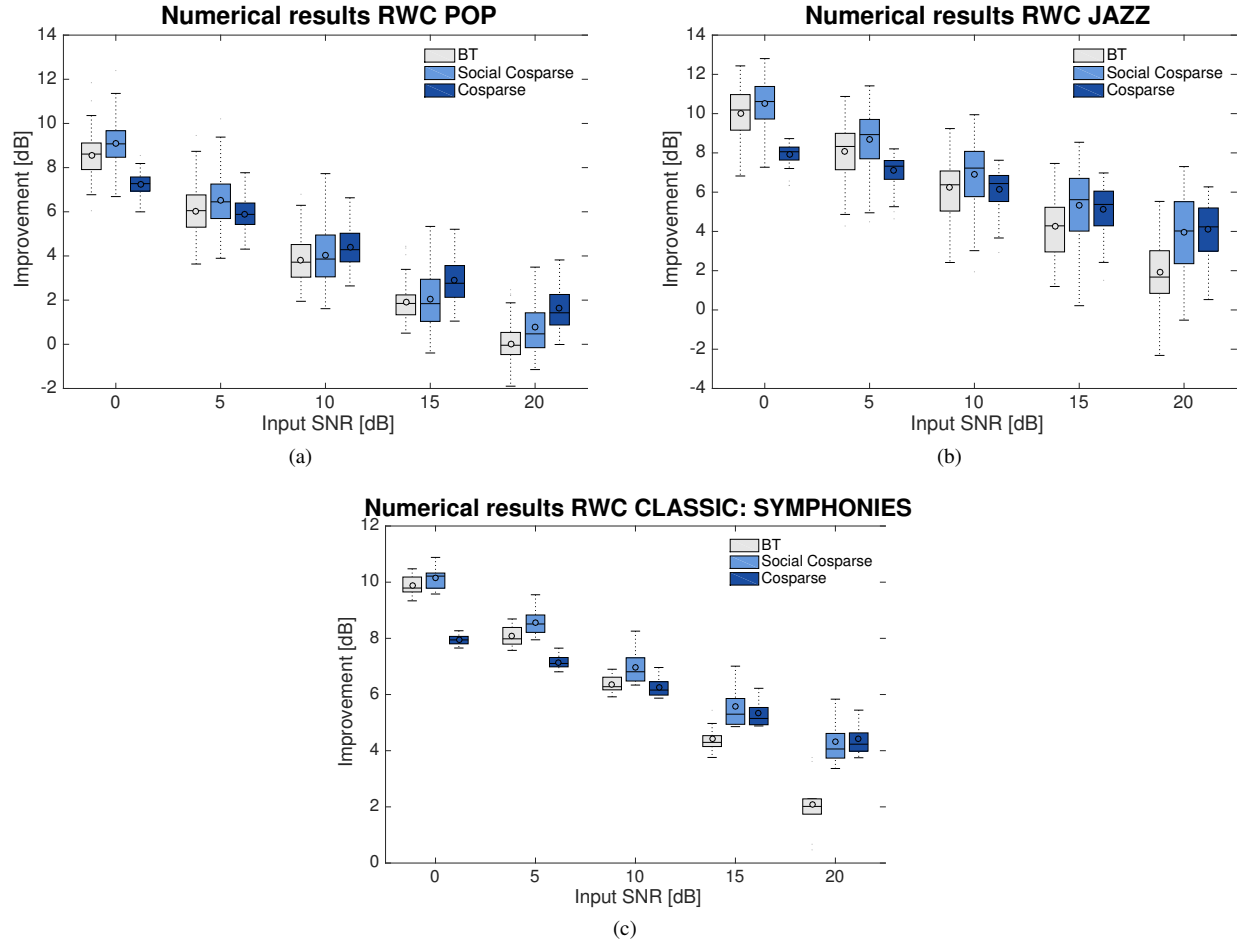 Numerical results RWC POP
14
12
10
8
6
4
2
0
-2
Improvement [dB]
BT
Social Cosparse
Cosparse
0 5 10 15 20
Input SNR [dB]
(a)
Numerical results RWC JAZZ
14
12
10
8
6
4
2
0
-2
-4
Improvement [dB]
BT
Social Cosparse
Cosparse
0 5 10 15 20
Input SNR [dB]
(b)
Numerical results RWC CLASSIC: SYMPHONIES
12
10
8
6
4
2
0
Improvement [dB]
BT
Social Cosparse
Cosparse
0 5 10 15 20
Input SNR [dB]
(c)